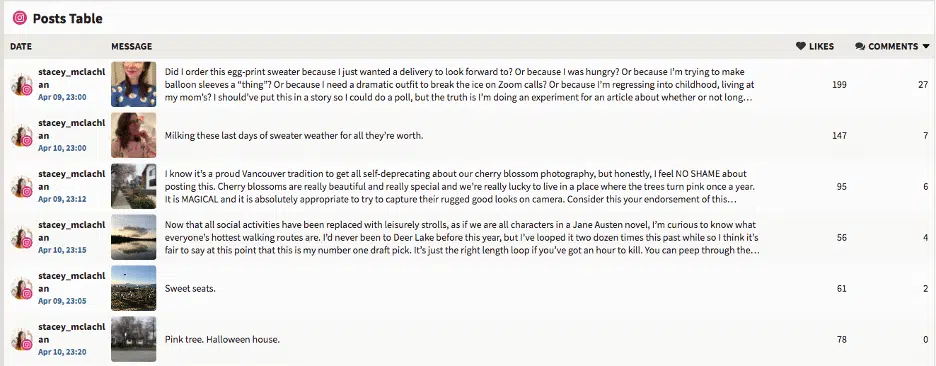 Posts Table
DATE
MESSAGE
LIKES
COMMENTS
stacey_mclachl
an
Apr 09, 23:00
Did I order this egg-print sweater because I just wanted a delivery to look forward to? Or because I was hungry? Or because I'm trying to make
balloon sleeves a "thing"? Or because I need a dramatic outfit to break the ice on Zoom calls? Or because I'm regressing into childhood, living at
my mom's? I should've put this in a story so I could do a poll, but the truth is I'm doing an experiment for an article about whether or not long...
199
27
stacey_mclachl
an
Apr 10, 23:00
Milking these last days of sweater weather for all they're worth.
147
7
stacey_mclachl
an
Apr 09, 23:12
I know it's a proud Vancouver tradition to get all self-deprecating about our cherry blossom photography, but honestly, I feel NO SHAME about
posting this. Cherry blossoms are really beautiful and really special and we're really lucky to live in a place where the trees turn pink once a year.
It is MAGICAL and it is absolutely appropriate to try to capture their rugged good looks on camera. Consider this your endorsement of this...
95
6
stacey_mclachl
an
Apr 10, 23:15
Now that all social activities have been replaced with leisurely strolls, as if we are all characters in a Jane Austen novel, I'm curious to know what
everyone's hottest walking routes are. I'd never been to Deer Lake before this year, but I've looped it two dozen times this past while so I think it's
fair to say at this point that this is my number one draft pick. It's just the right length loop if you've got an hour to kill. You can peep through the...
56
4
stacey_mclachl
an
Apr 09, 23:05
Sweet seats.
61
2
stacey_mclachl
an
Apr 10, 23:20
Pink tree. Halloween house.
78
0